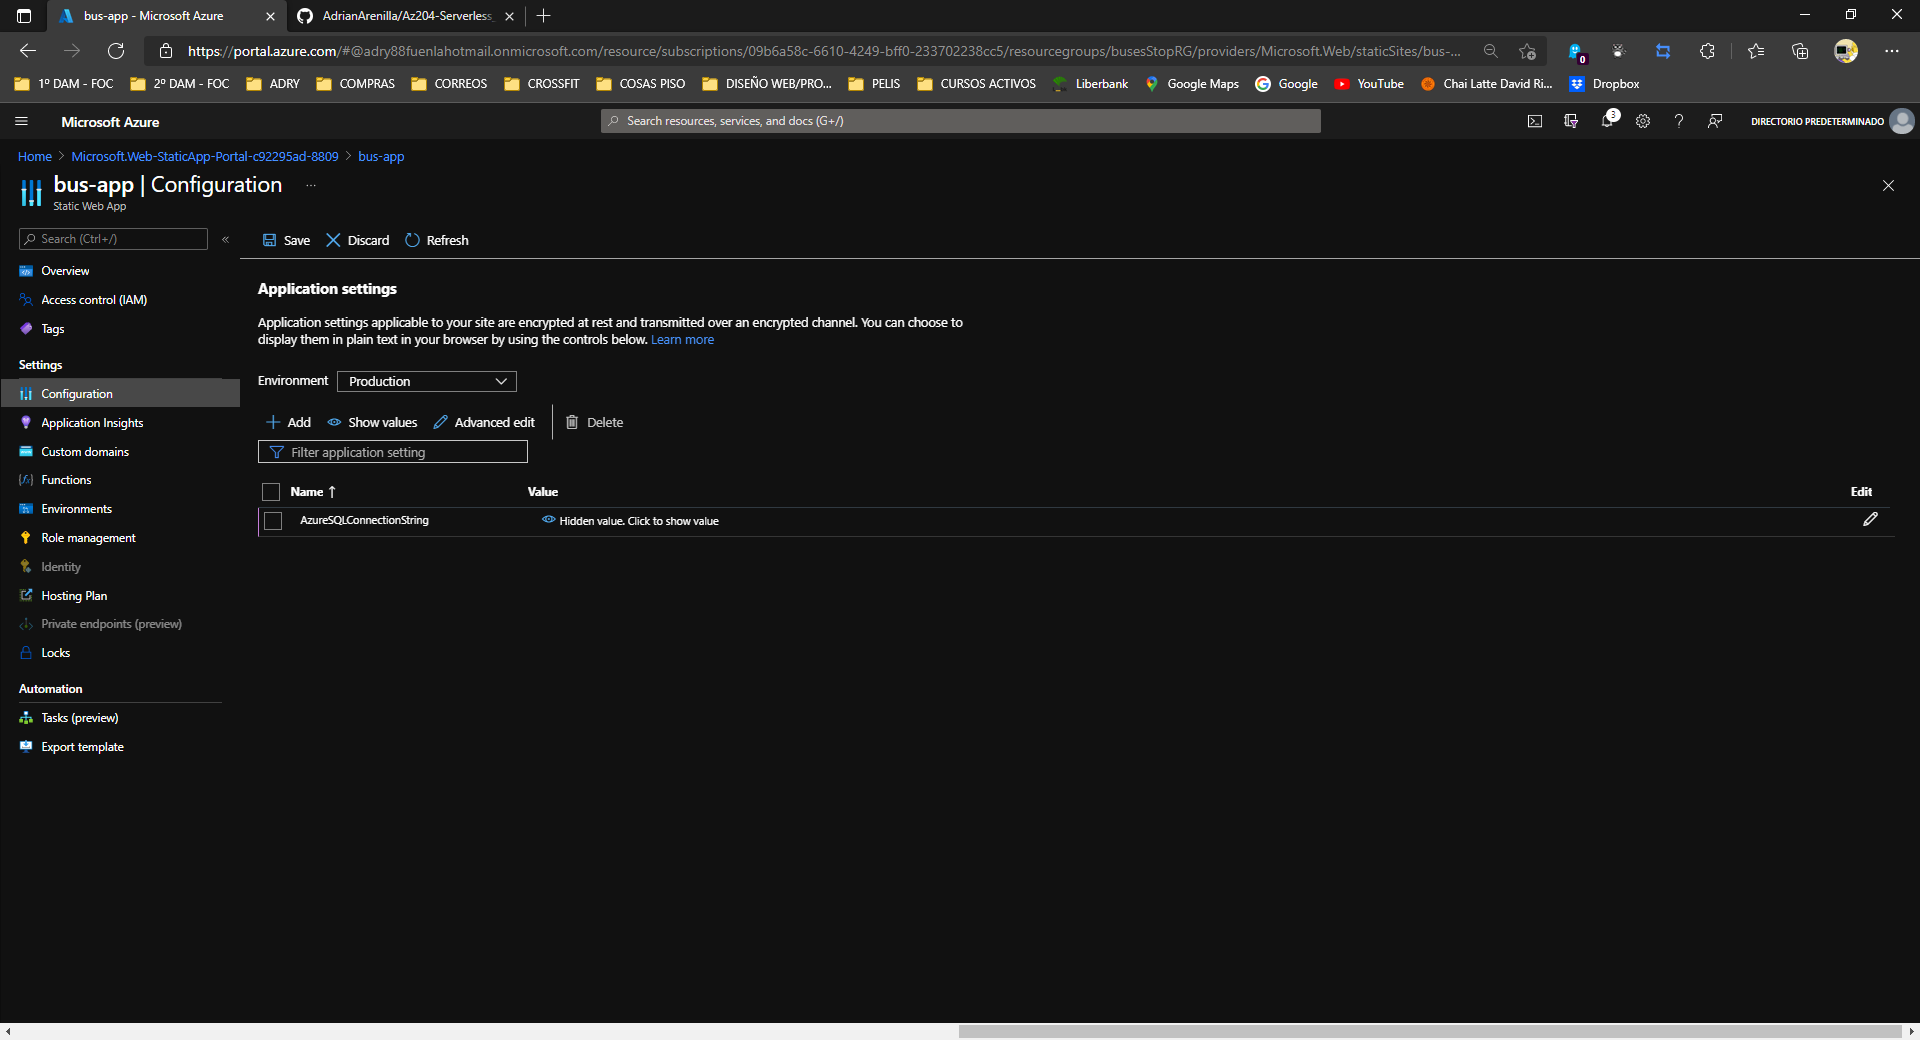 bus-app - Microsoft Azure
AdrianArenilla/Az204-Serverless_
https://portal.azure.com/#@adry88fuenlahotmail.onmicrosoft.com/resource/subscriptions/09b6a58c-6610-4249-bff0-233702238cc5/resourcegroups/busesStopRG/providers/Microsoft.Web/staticSites/bus-...
0
1º DAM - FOC
2º DAM - FOC
ADRY
COMPRAS
CORREOS
CROSSFIT
COSAS PISO
DISEÑO WEB/PRO...
PELIS
CURSOS ACTIVOS
Liberbank
Google Maps
Google
YouTube
Chai Latte David Ri...
Dropbox
Microsoft Azure
Search resources, services, and docs (G+/)
3
DIRECTORIO PREDETERMINADO
Home > Microsoft.Web-StaticApp-Portal-c92295ad-8809 > bus-app
bus-app | Configuration ...
Static Web App
Search (Ctrl+/)
«
Save
Discard
Refresh
Overview
Access control (IAM)
Tags
Settings
Configuration
Application Insights
Custom domains
Functions
Environments
Role management
Identity
Hosting Plan
Private endpoints (preview)
Locks
Automation
Tasks (preview)
Export template
Application settings
Application settings applicable to your site are encrypted at rest and transmitted over an encrypted channel. You can choose to
display them in plain text in your browser by using the controls below. Learn more
Environment
Production
Add
Show values
Advanced edit
Delete
Filter application setting
Name ↑
Value
Edit
AzureSQLConnectionString
Hidden value. Click to show value